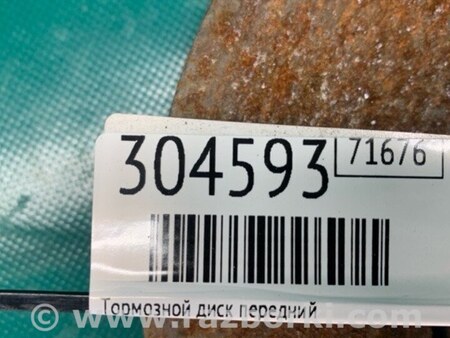 304593 71676
Тормозной диск передний
© www.razborki.com